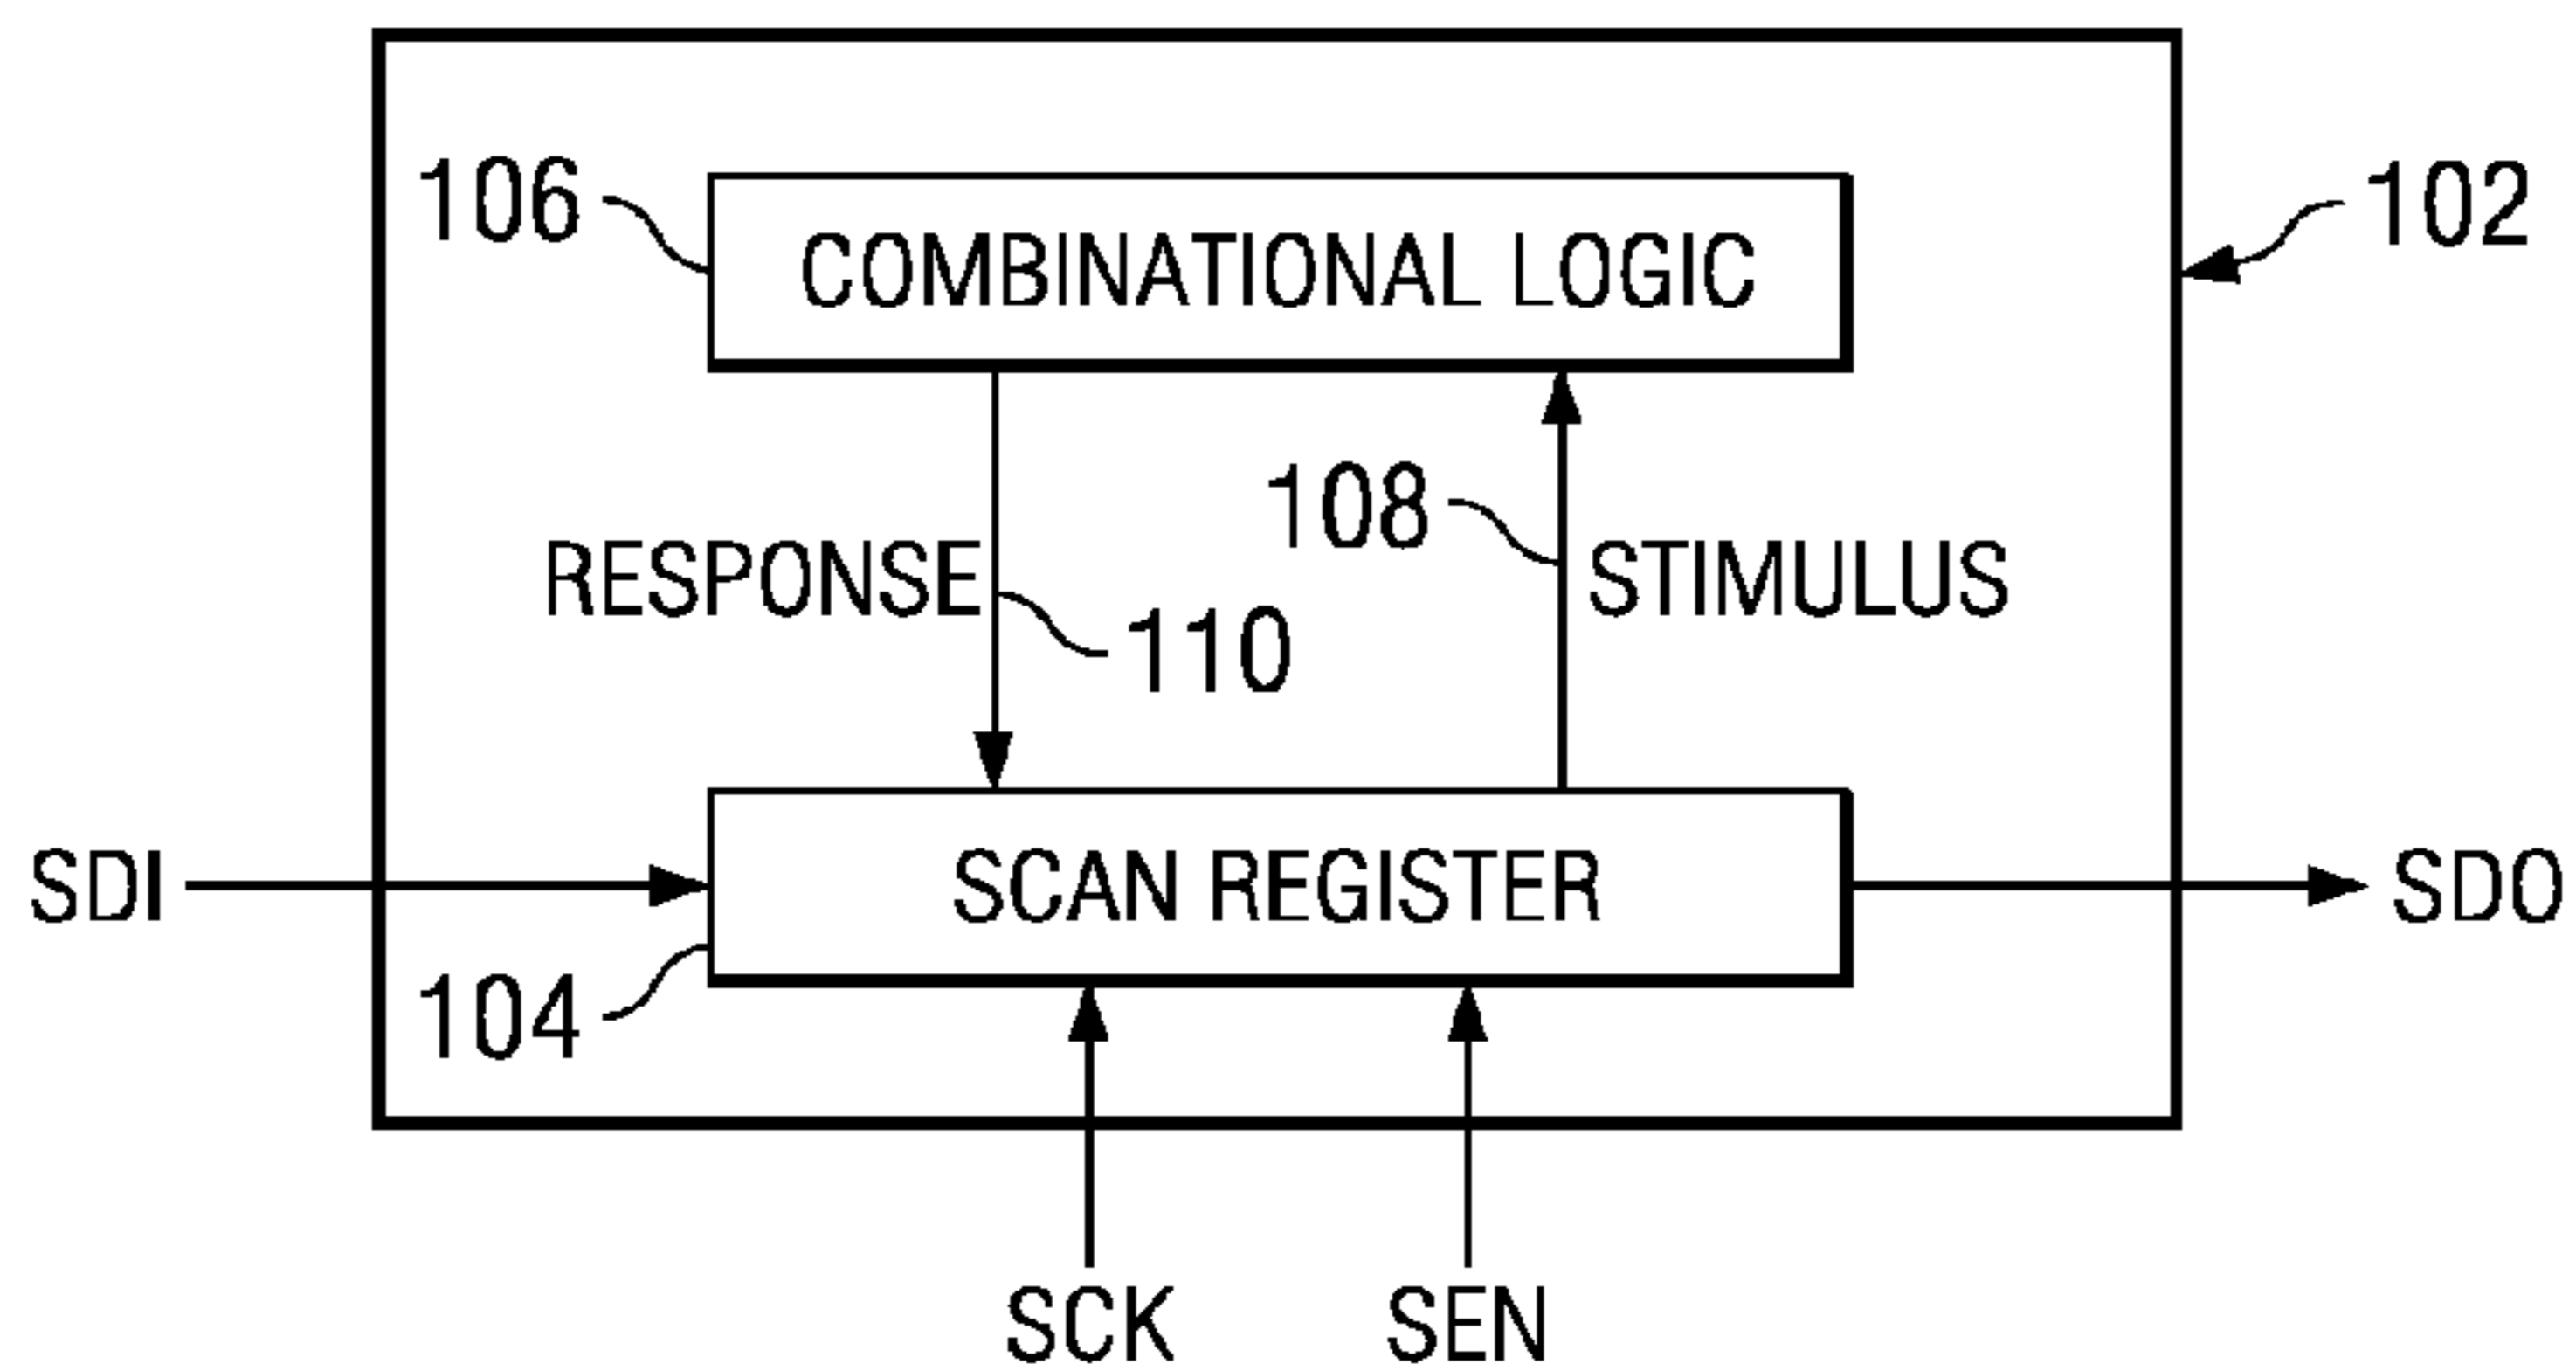 106
COMBINATIONAL LOGIC
102
108
RESPONSE
STIMULUS
110
SDI
SCAN REGISTER
SDO
104
SCK
SEN